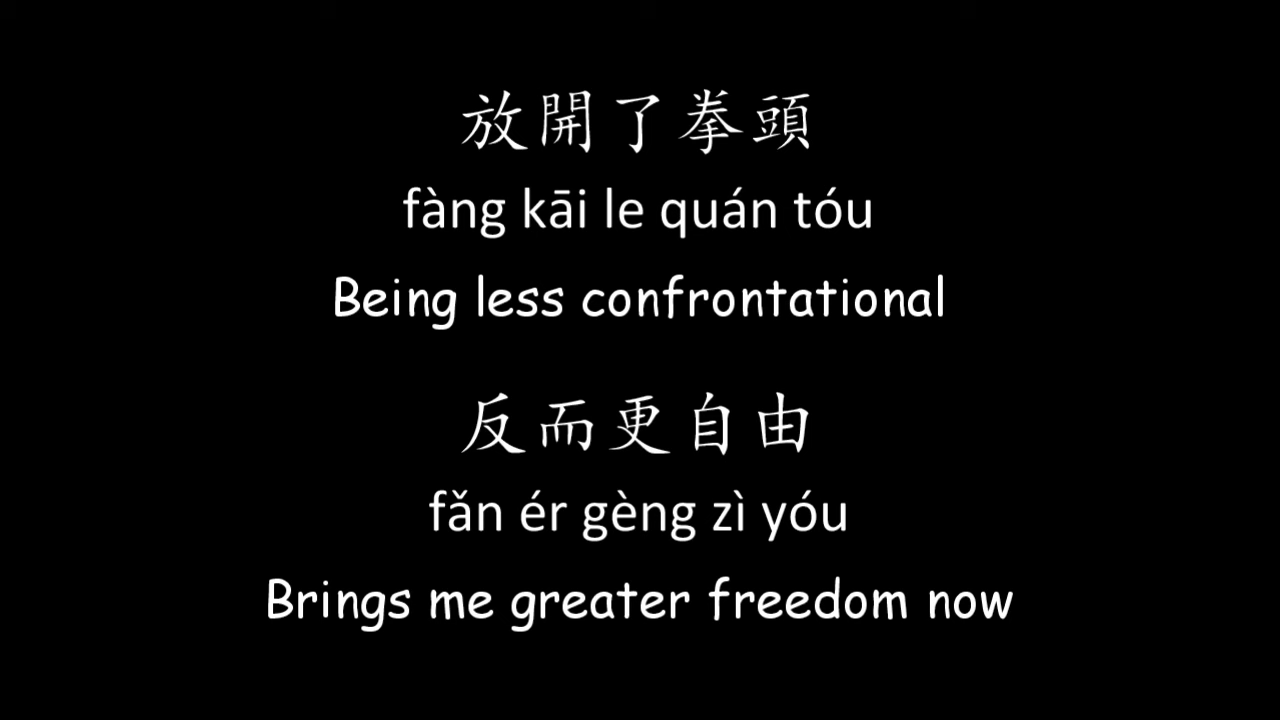 放開了拳頭
fàng kāi le quán tóu
Being less confrontational
反而更自由
fǎn ér gèng zì yóu
Brings me greater freedom now